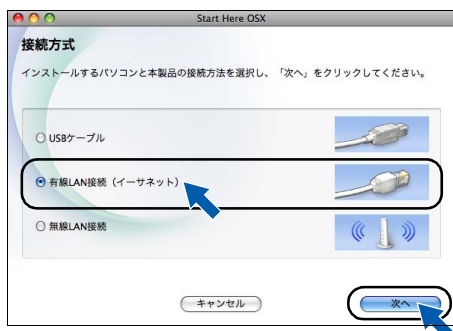 Start Here OSX
接続方式
インストールするパソコンと本製品の接続方法を選択し、「次へ」をクリックしてください。
USBケーブル
有線LAN接続（イーサネット）
無線LAN接続
キャンセル
次へ